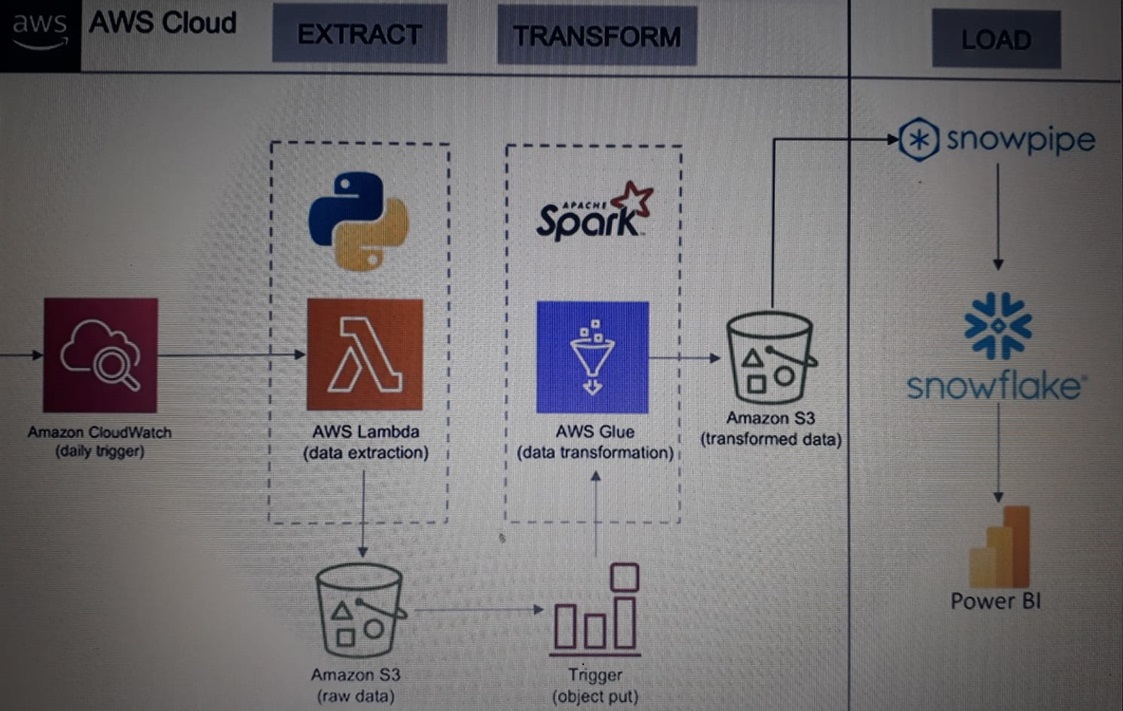 aws
AWS Cloud
EXTRACT
TRANSFORM
LOAD
snowpipe
APACHE
Spark™
Amazon CloudWatch
(daily trigger)
AWS Lambda
(data extraction)
AWS Glue
(data transformation)
Amazon S3
(transformed data)
snowflake®
Power BI
Amazon S3
(raw data)
Trigger
(object put)